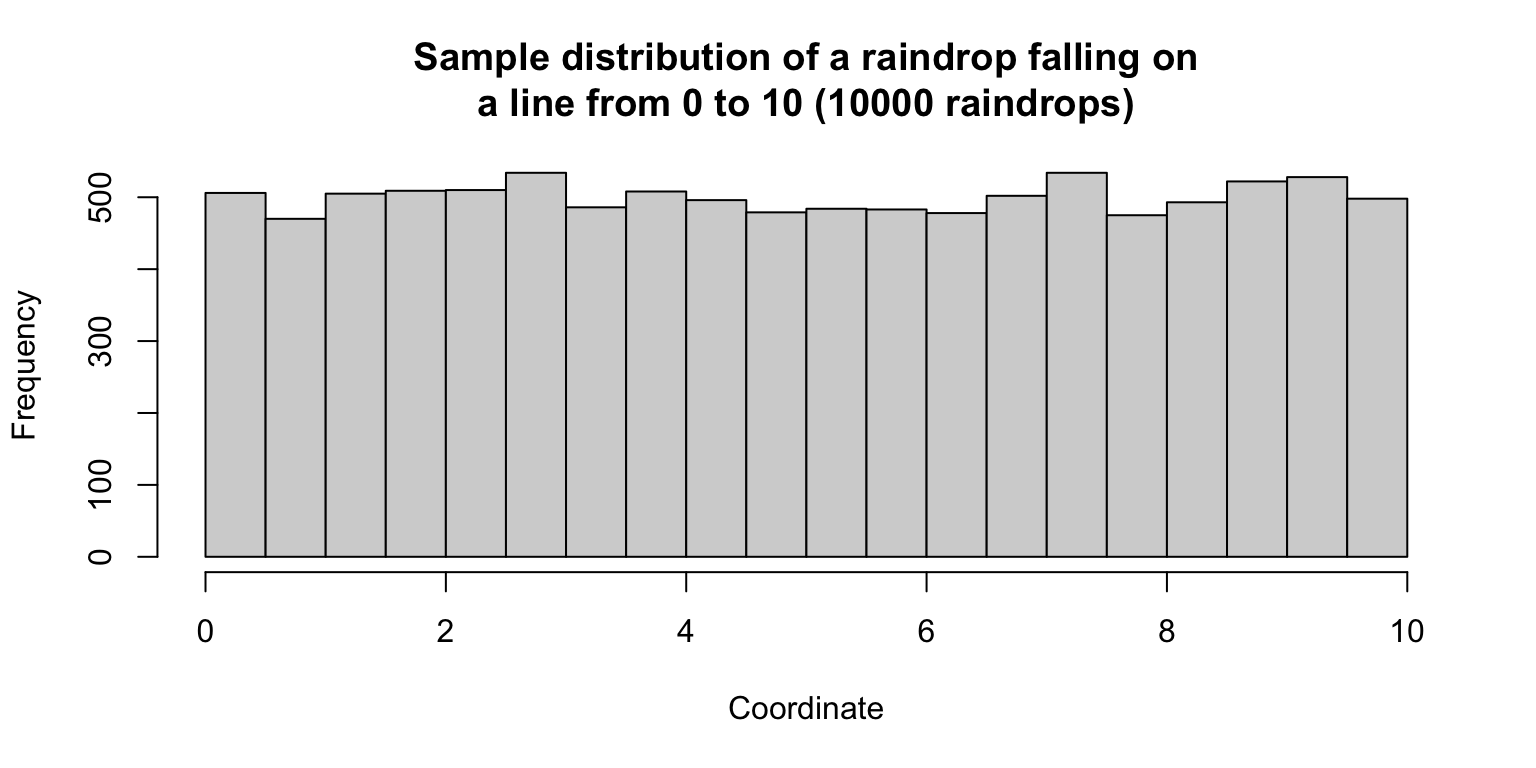 Sample distribution of a raindrop falling on
a line from 0 to 10 (10000 raindrops)
Frequency
500
300
100
0
0 2 4 6 8 10
Coordinate